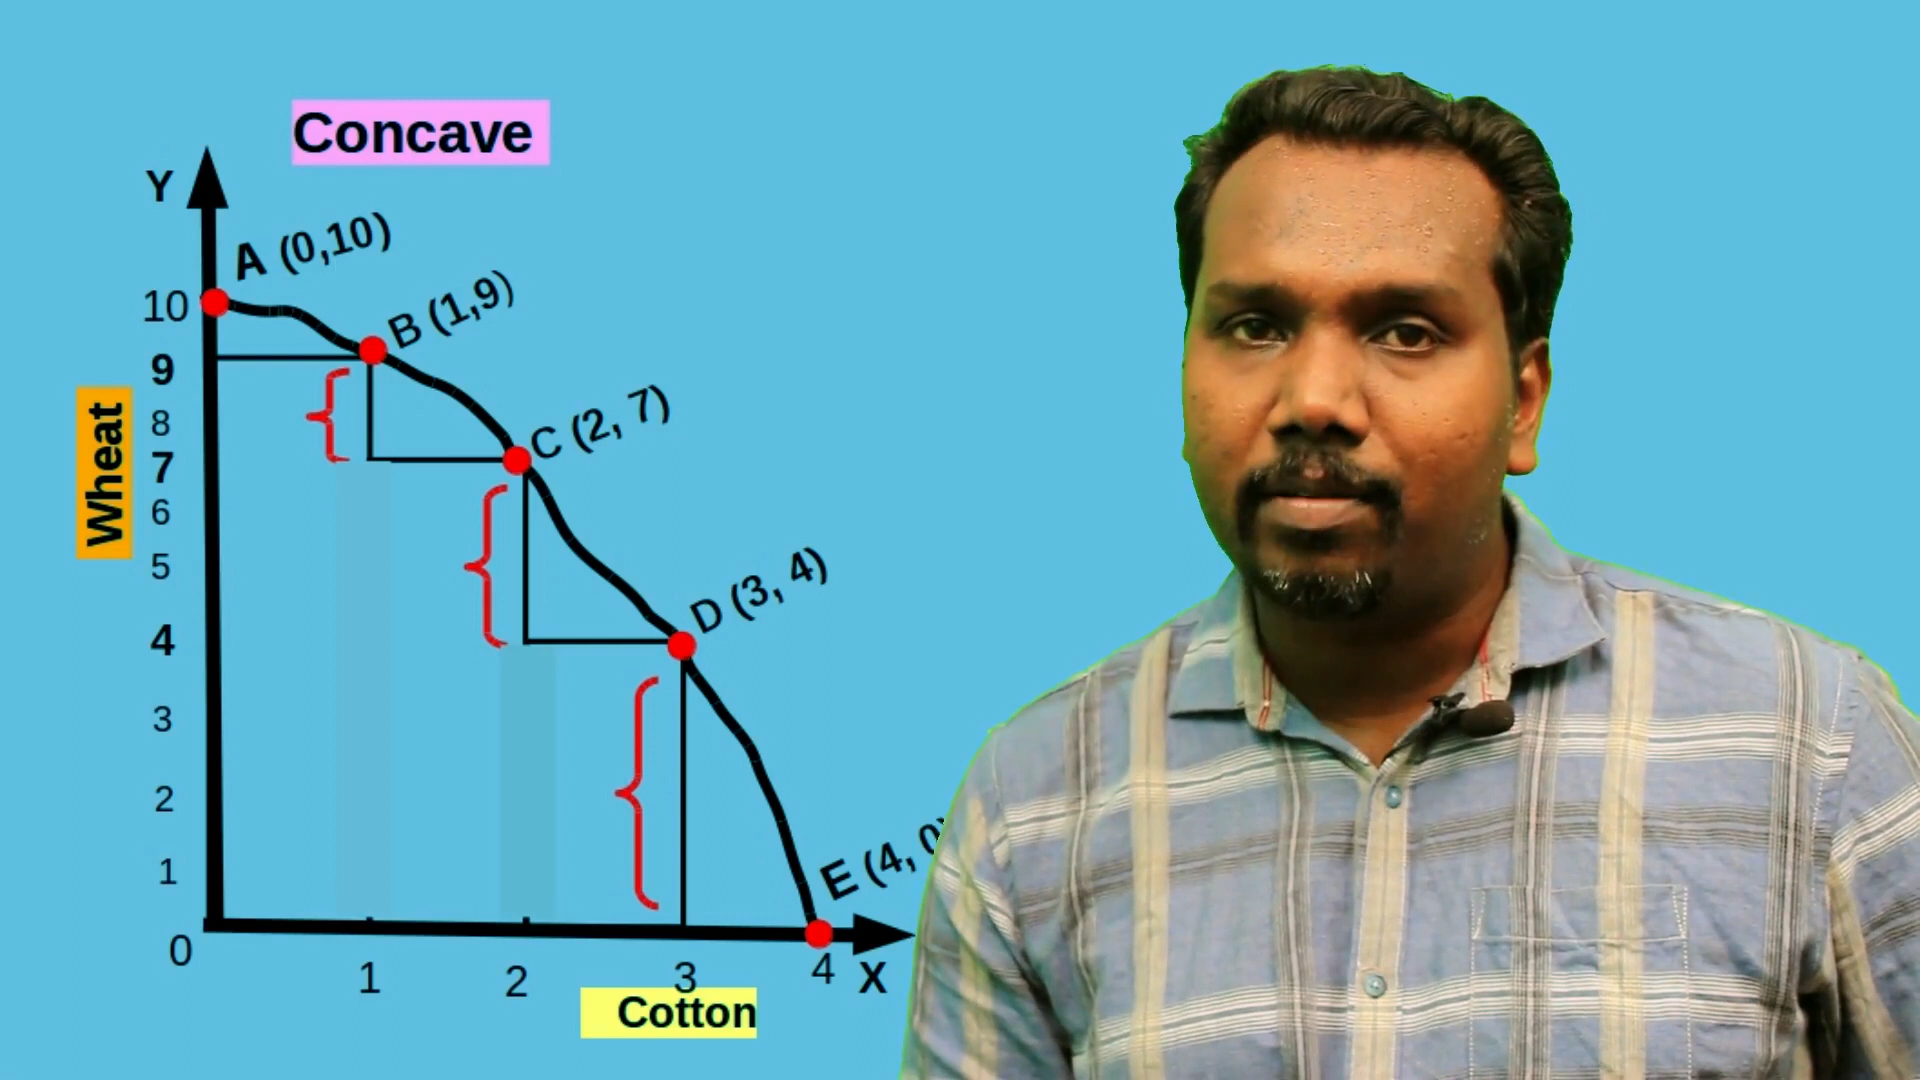 Concave
Y
A (0,10)
B (1,9)
C (2, 7)
D (3, 4)
E (4, 0
10
9
8
7
6
5
4
3
2
1
0
Wheat
1
2
3
4
X
Cotton